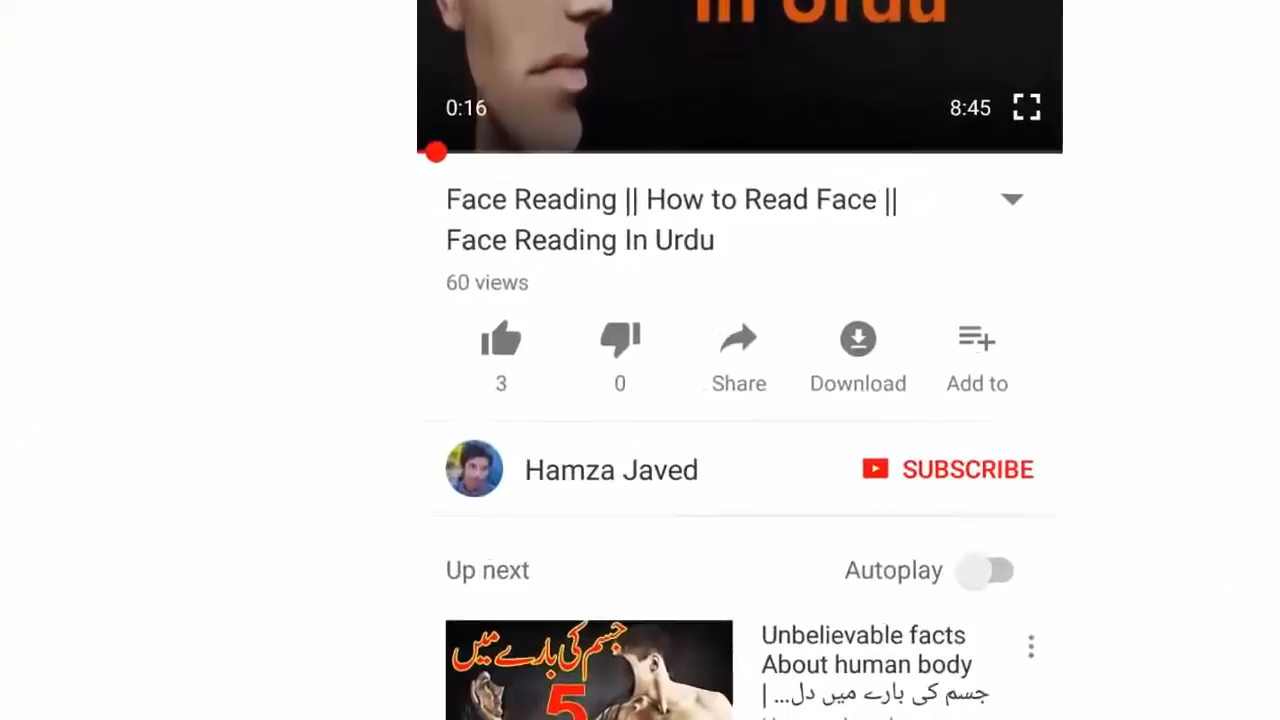 In Urdu
0:16 8:45
Face Reading || How to Read Face ||
Face Reading In Urdu
60 views
3 0 Share Download Add to
Hamza Javed SUBSCRIBE
Up next Autoplay
جسم کی بارے میں
5
Unbelievable facts
About human body
جسم کی بارے میں دل... |